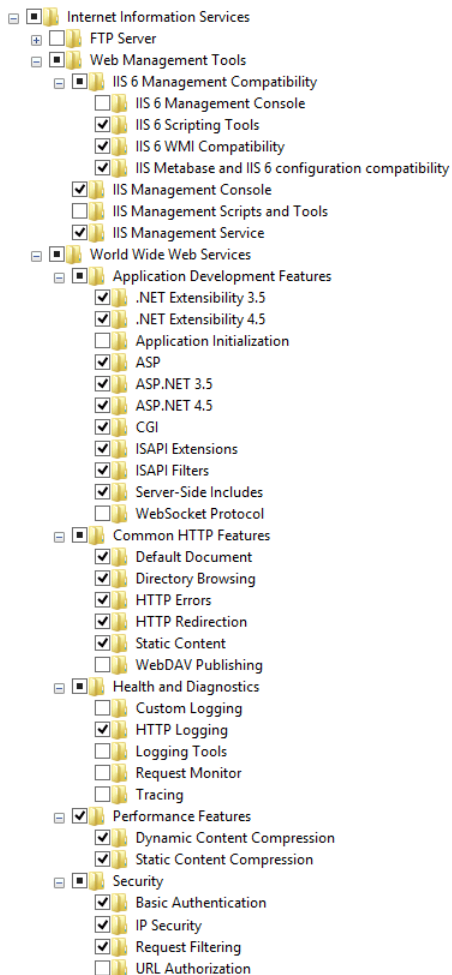 Internet Information Services
FTP Server
Web Management Tools
IIS 6 Management Compatibility
IIS 6 Management Console
IIS 6 Scripting Tools
IIS 6 WMI Compatibility
IIS Metabase and IIS 6 configuration compatibility
IIS Management Console
IIS Management Scripts and Tools
IIS Management Service
World Wide Web Services
Application Development Features
.NET Extensibility 3.5
.NET Extensibility 4.5
Application Initialization
ASP
ASP.NET 3.5
ASP.NET 4.5
CGI
ISAPI Extensions
ISAPI Filters
Server-Side Includes
WebSocket Protocol
Common HTTP Features
Default Document
Directory Browsing
HTTP Errors
HTTP Redirection
Static Content
WebDAV Publishing
Health and Diagnostics
Custom Logging
HTTP Logging
Logging Tools
Request Monitor
Tracing
Performance Features
Dynamic Content Compression
Static Content Compression
Security
Basic Authentication
IP Security
Request Filtering
URL Authorization